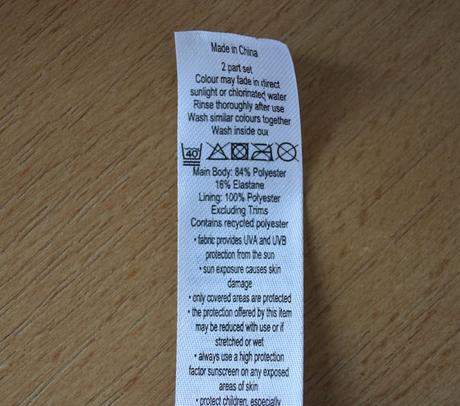 Made in China
2 part set
Colour may fade in direct
sunlight or chlorinated water
Rinse thoroughly after use
Wash similar colours together
Wash inside out
40
Main Body: 84% Polyester
16% Elastane
Lining: 100% Polyester
Excluding Trims
Contains recycled polyester
• fabric provides UVA and UVB
protection from the sun
• sun exposure causes skin
damage
• only covered areas are protected
• the protection offered by this item
may be reduced with use or if
stretched or wet
• always use a high protection
factor sunscreen on any exposed
areas of skin
• protect children, especially